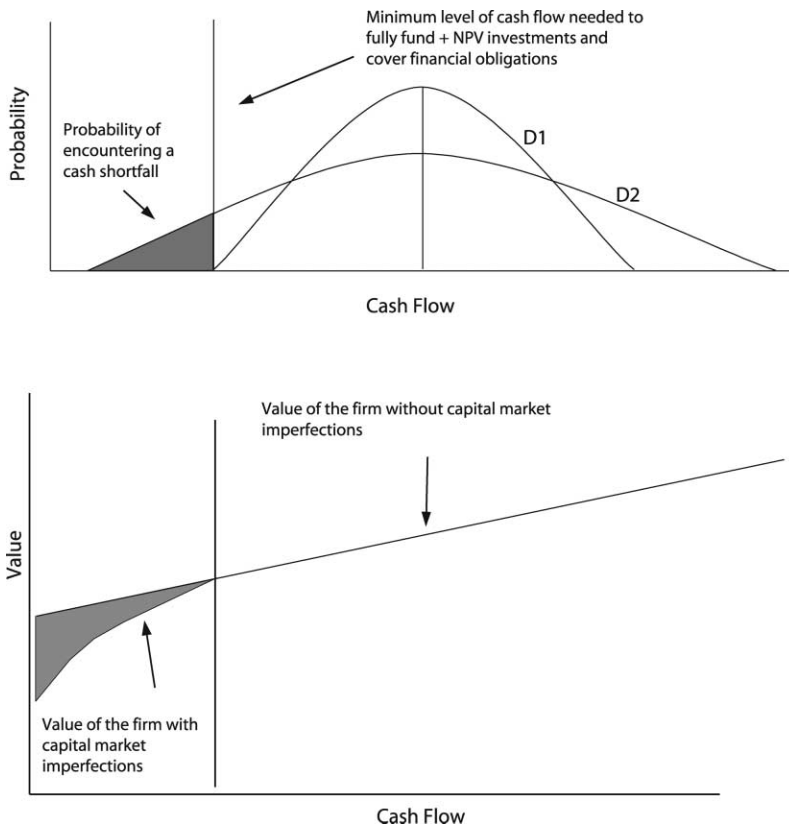 Minimum level of cash flow needed to
fully fund + NPV investments and
cover financial obligations
Probability
Probability of
encountering a
cash shortfall
D1
D2
Cash Flow
Value of the firm without capital market
imperfections
Value
Value of the firm with
capital market
imperfections
Cash Flow